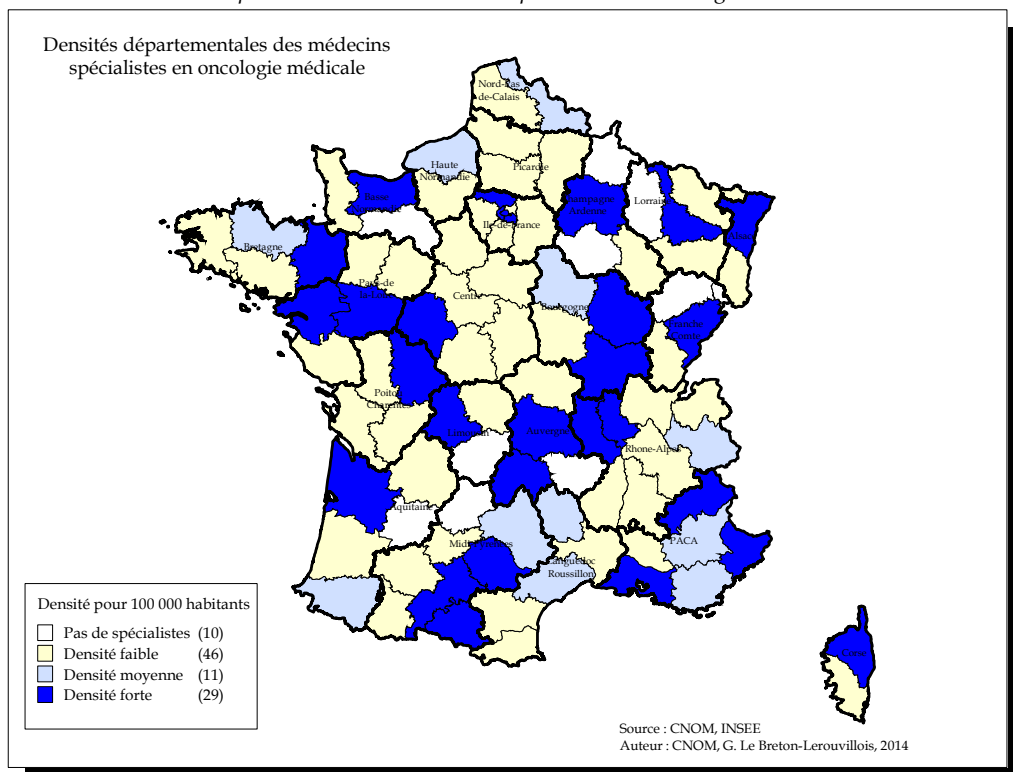 Densités départementales des médecins
spécialistes en oncologie médicale
Nord-Pas
de-Calais
Haute
Normandie
Picardie
Basse
Champagne
Ardenne
Lorraine
Alsace
Ile-de-France
Bretagne
Pays-de
la-Loire
Centre
Bourgogne
Franche
Comté
Poitou
Charentes
Limousin
Auvergne
Rhone-Alpes
Aquitaine
Midi-Pyrénées
PACA
Languedoc
Roussillon
Corse
Densité pour 100 000 habitants
Pas de spécialistes (10)
Densité faible (46)
Densité moyenne (11)
Densité forte (29)
Source : CNOM, INSEE
Auteur : CNOM, G. Le Breton-Lerouvillois, 2014